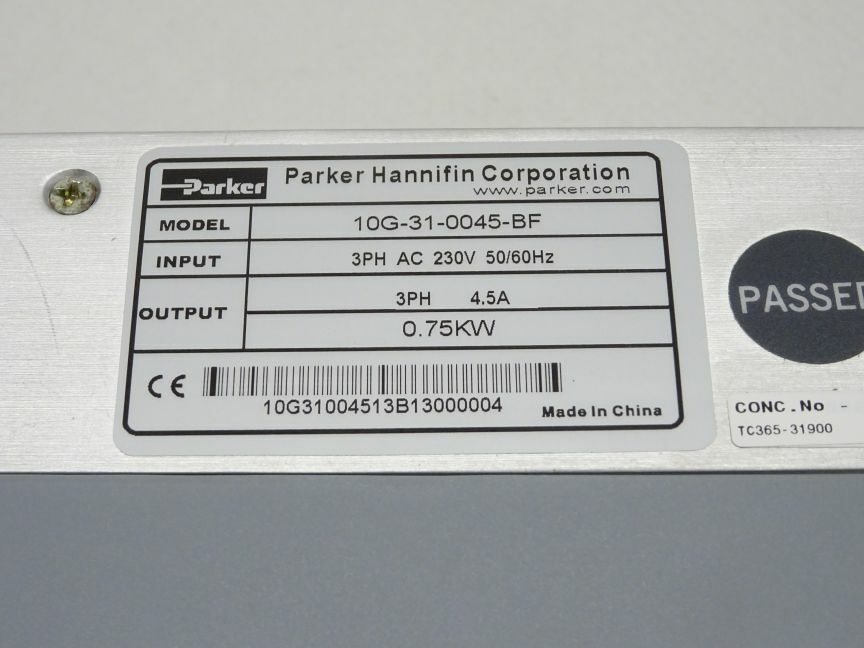 Parker
Parker Hannifin Corporation
www.parker.com
MODEL 10G-31-0045-BF
INPUT 3PH AC 230V 50/60Hz
OUTPUT 3PH 4.5A
0.75KW
CE
10G31004513B13000004
Made In China
PASSED
CONC.No -
TC365-31900